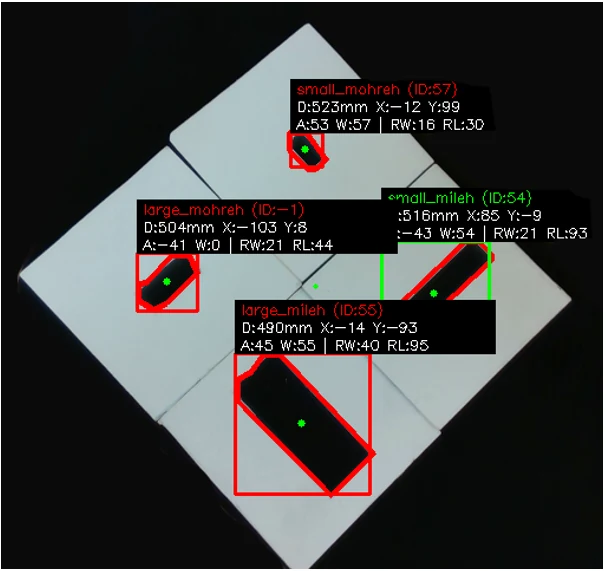 small_mohreh (ID:57)
D:523mm X:-12 Y:99
A:53 W:57 | RW:16 RL:30
small_mileh (ID:54)
:516mm X:85 Y:-9
:-43 W:54 | RW:21 RL:93
large_mohreh (ID:-1)
D:504mm X:-103 Y:8
A:-41 W:0 | RW:21 RL:44
large_mileh (ID:55)
D:490mm X:-14 Y:-93
A:45 W:55 | RW:40 RL:95